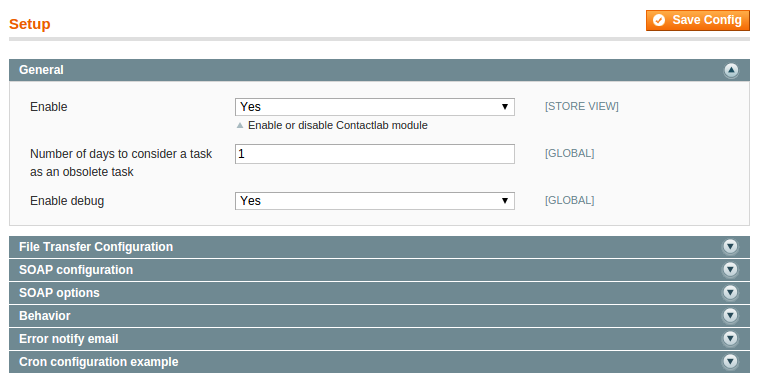 Setup
Save Config
General
Enable
Yes
[STORE VIEW]
Enable or disable Contactlab module
Number of days to consider a task
as an obsolete task
1
[GLOBAL]
Enable debug
Yes
[GLOBAL]
File Transfer Configuration
SOAP configuration
SOAP options
Behavior
Error notify email
Cron configuration example